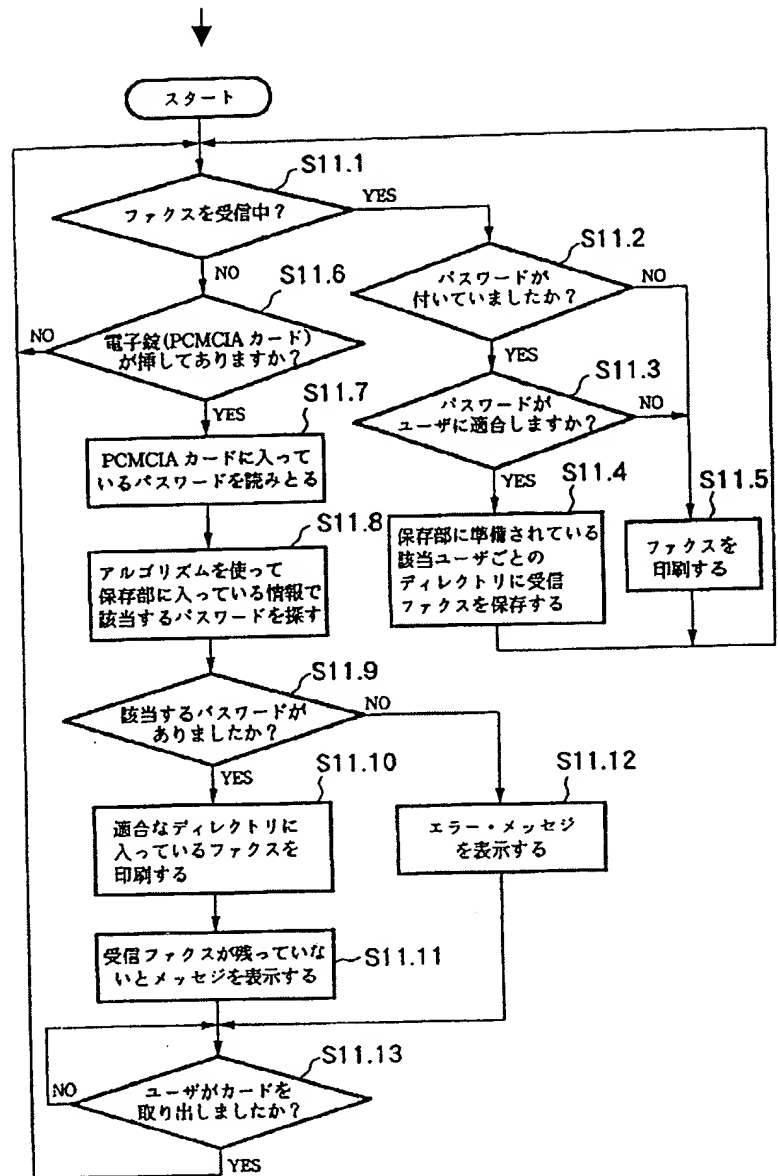 スタート
S11.1
ファクスを受信中?
YES
NO
S11.2
パスワードが
付いていましたか?
NO
YES
S11.6
電子錠(PCMCIA カード)
が挿してありますか?
NO
YES
S11.3
パスワードが
ユーザに適合しますか?
NO
YES
S11.7
PCMCIA カードに入って
いるパスワードを読みとる
S11.4
保存部に準備されている
該当ユーザごとの
ディレクトリに受信
ファクスを保存する
S11.5
ファクスを
印刷する
S11.8
アルゴリズムを使って
保存部に入っている情報で
該当するパスワードを探す
S11.9
該当するパスワードが
ありましたか?
NO
YES
S11.10
適合なディレクトリに
入っているファクスを
印刷する
S11.12
エラー・メッセジ
を表示する
受信ファクスが残っていな
いとメッセジを表示する
S11.11
S11.13
ユーザがカードを
取り出しましたか?
NO
YES